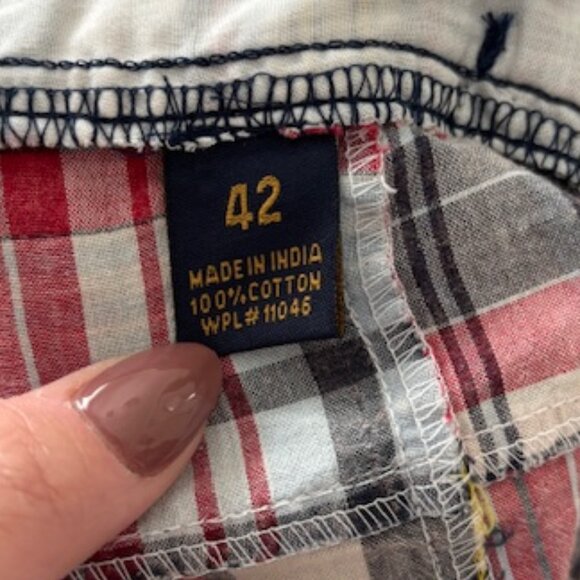 42
MADE IN INDIA
100% COTTON
WPL# 11046